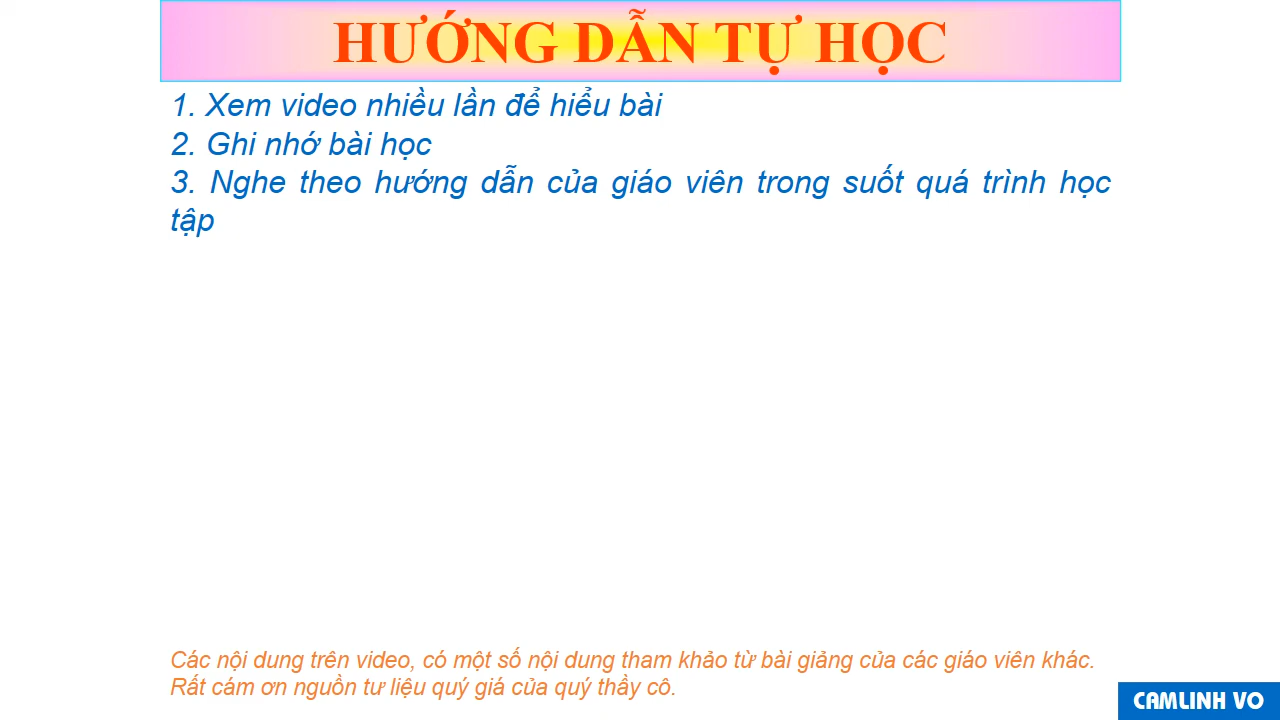 HƯỚNG DẪN TỰ HỌC
1. Xem video nhiều lần để hiểu bài
2. Ghi nhớ bài học
3. Nghe theo hướng dẫn của giáo viên trong suốt quá trình học
tập
Các nội dung trên video, có một số nội dung tham khảo từ bài giảng của các giáo viên khác.
Rất cám ơn nguồn tư liệu quý giá của quý thầy cô.
CAMLINH VO